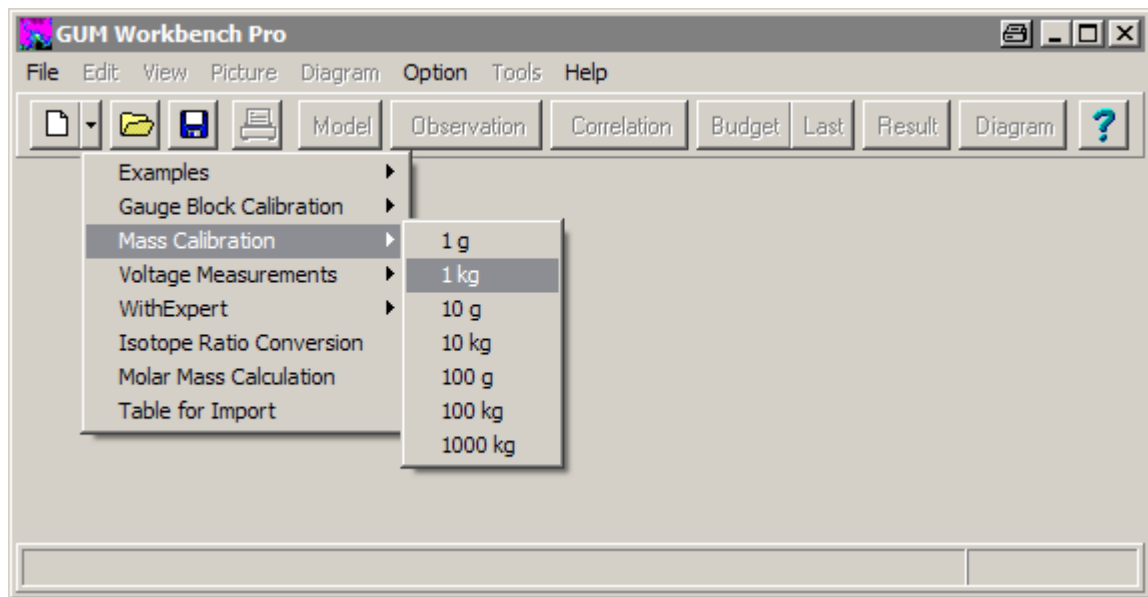 GUM Workbench Pro
File Edit View Picture Diagram Option Tools Help
Model Observation Correlation Budget Last Result Diagram ?
Examples
Gauge Block Calibration
Mass Calibration
Voltage Measurements
WithExpert
Isotope Ratio Conversion
Molar Mass Calculation
Table for Import
1 g
1 kg
10 g
10 kg
100 g
100 kg
1000 kg